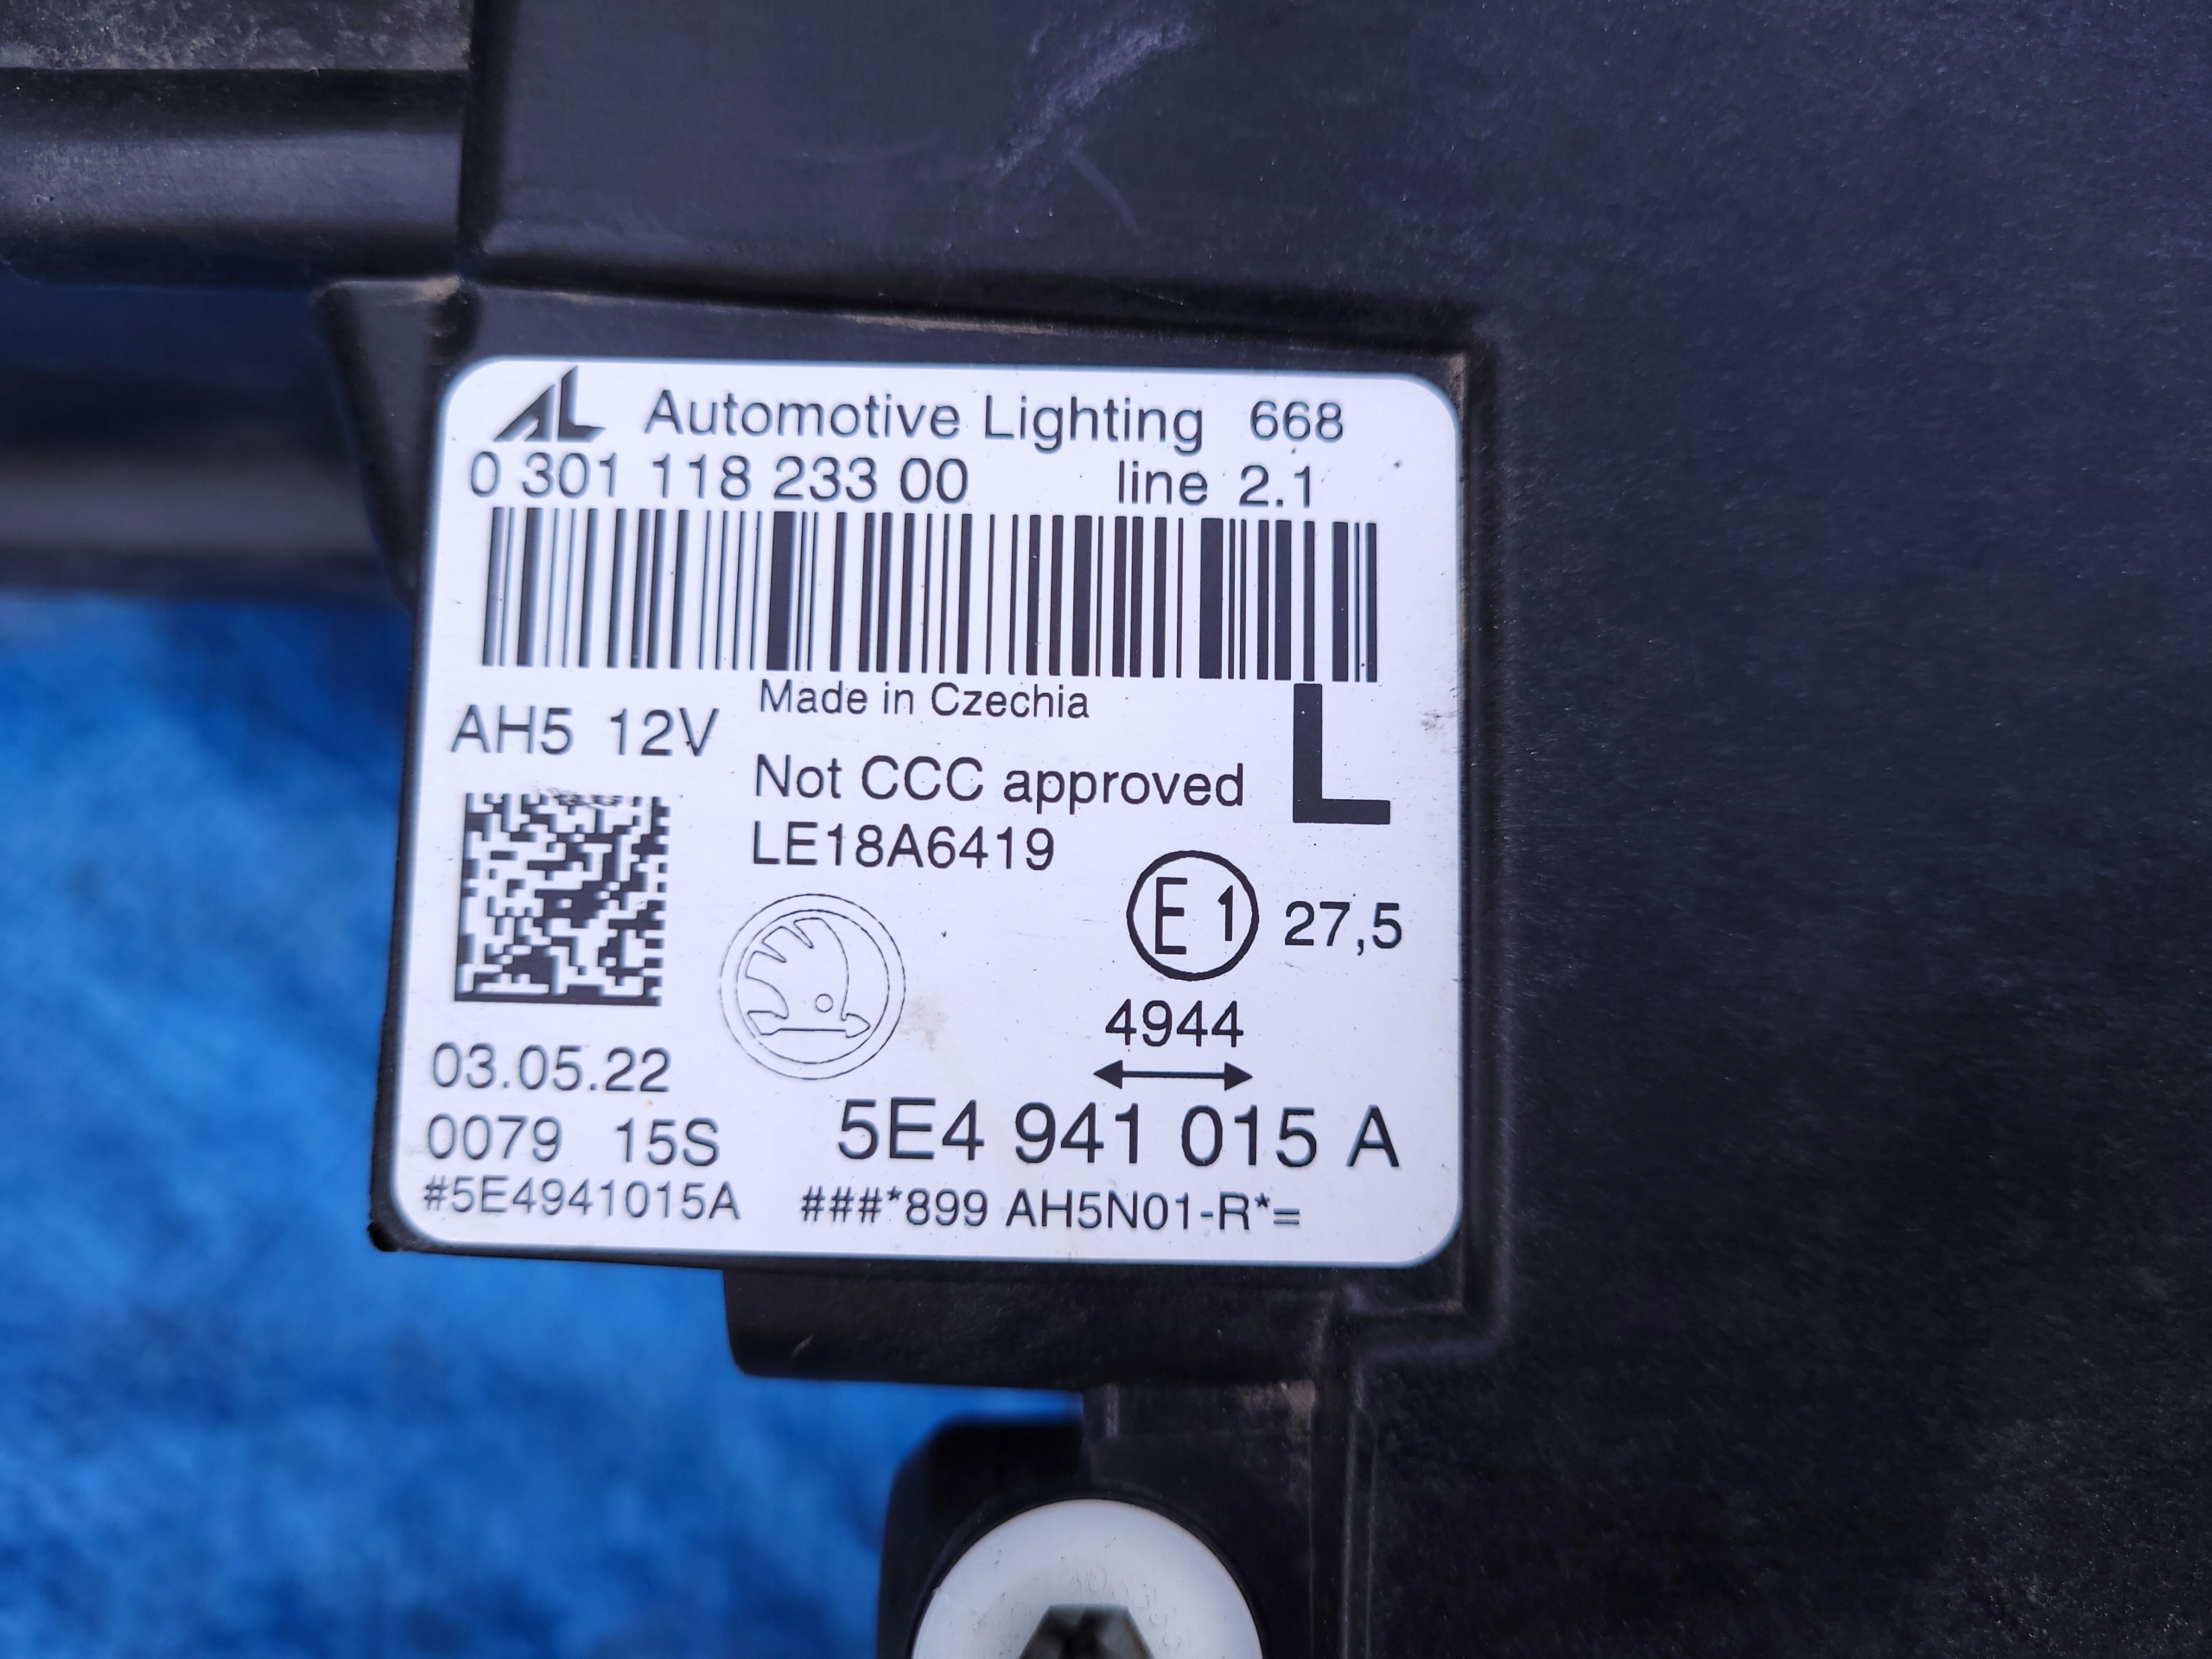 AL Automotive Lighting 668
0 301 118 233 00 line 2.1
Made in Czechia
AH5 12V
L
Not CCC approved
LE18A6419
E1 27,5
4944
03.05.22
0079 15S
5E4 941 015 A
#5E4941015A ###*899 AH5N01-R*=